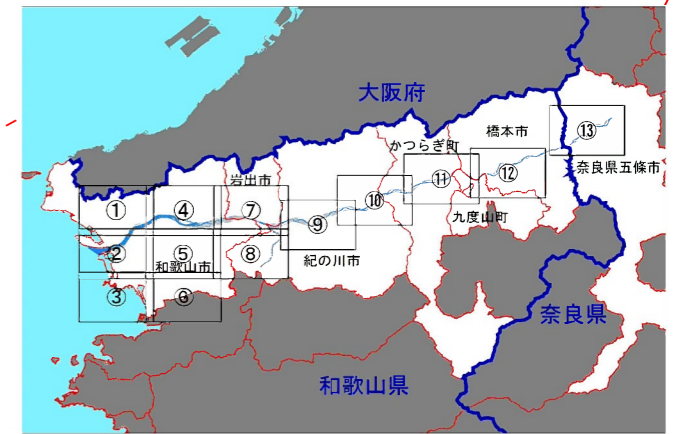 大阪府
橋本市
⑬
かつらぎ町
奈良県五條市
⑫
⑪
岩出市
⑩
九度山町
①
④
⑦
⑨
②
⑤
⑧
和歌山市
紀の川市
③
⑥
奈良県
和歌山県